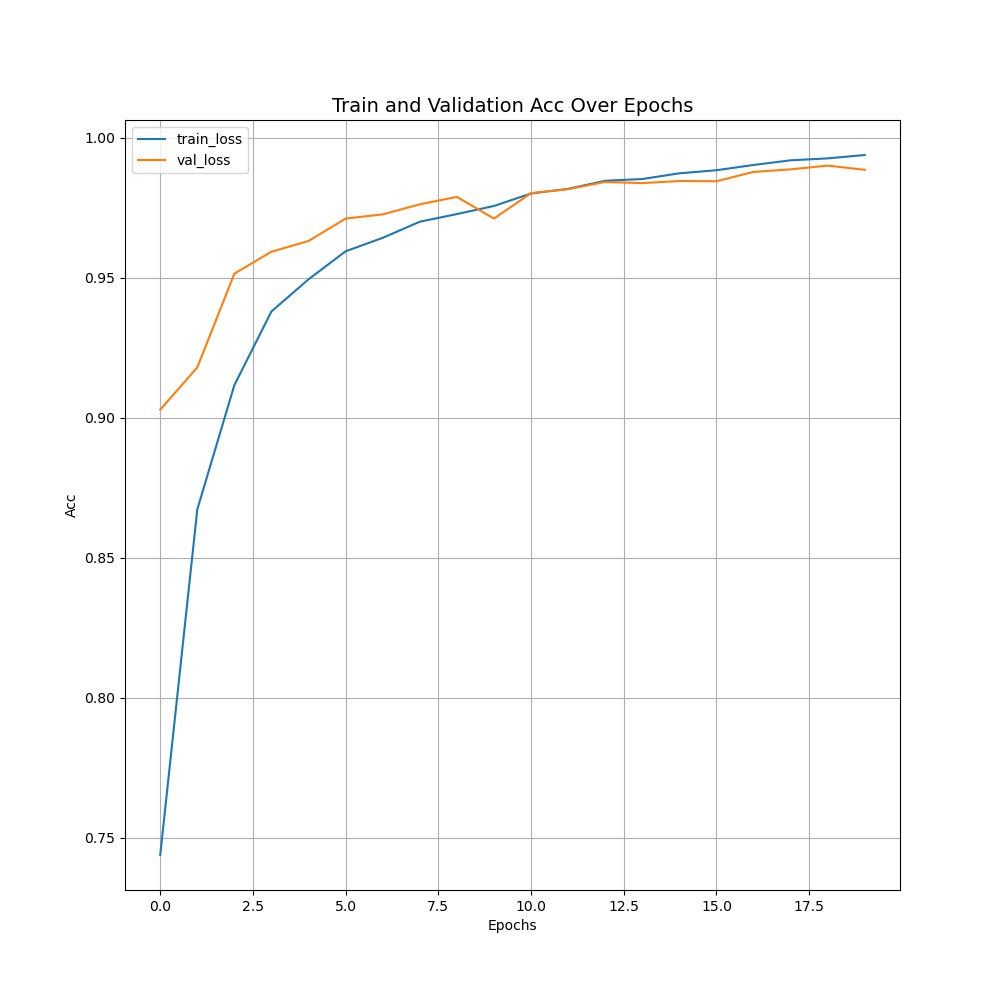 Train and Validation Acc Over Epochs
train_loss
val_loss
Acc
1.00
0.95
0.90
0.85
0.80
0.75
0.0 2.5 5.0 7.5 10.0 12.5 15.0 17.5
Epochs